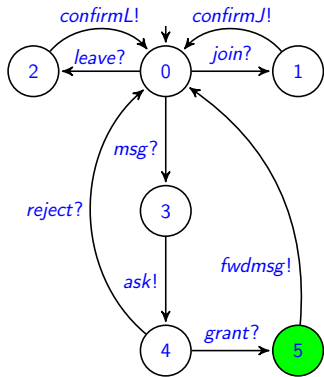 confirmL! confirmJ!
leave? join?
2 0 1
msg?
3
reject? fwdmsg!
ask!
grant?
4 5